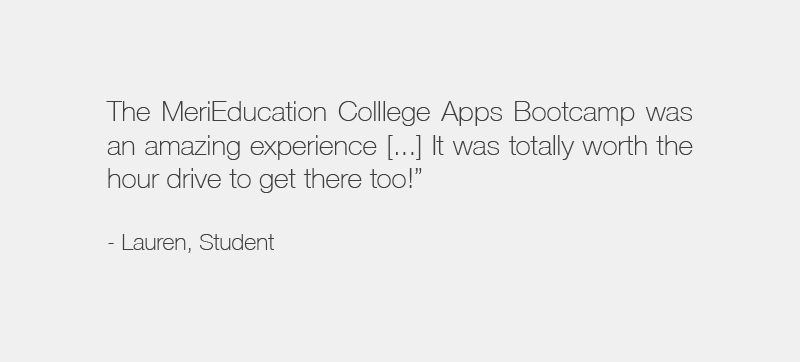 The MeriEducation Colllege Apps Bootcamp was
an amazing experience [...] It was totally worth the
hour drive to get there too!”
- Lauren, Student